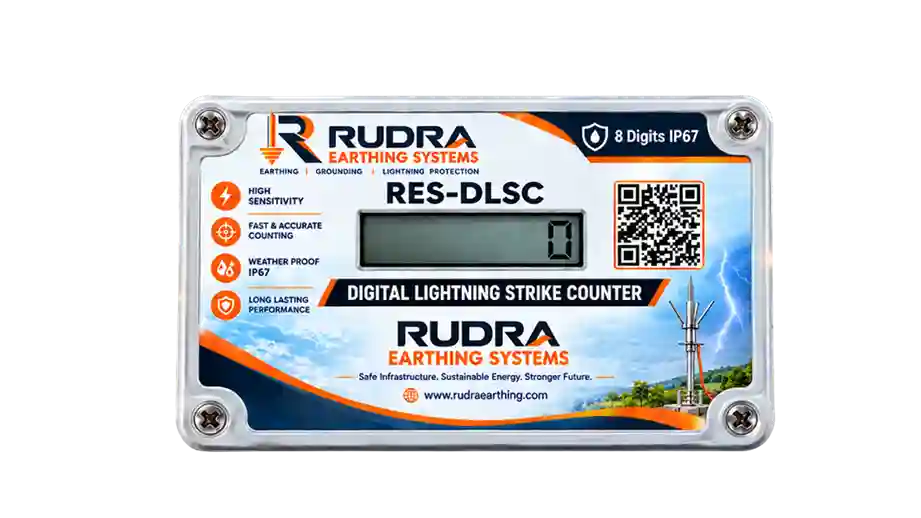 RUDRA
EARTHING SYSTEMS
EARTHING | GROUNDING | LIGHTNING PROTECTION
8 Digits IP67
RES-DLSC
HIGH
SENSITIVITY
FAST & ACCURATE
COUNTING
WEATHER PROOF
IP67
LONG LASTING
PERFORMANCE
0
DIGITAL LIGHTNING STRIKE COUNTER
RUDRA
EARTHING SYSTEMS
Safe Infrastructure. Sustainable Energy. Stronger Future.
www.rudraearthing.com